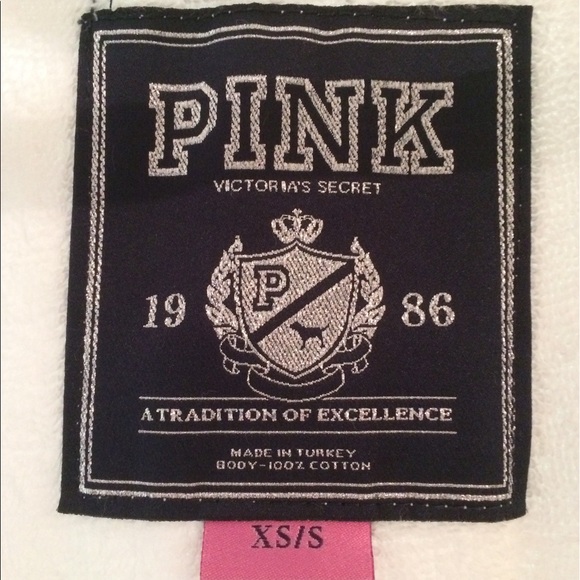 PINK
VICTORIA'S SECRET
P
19 86
A TRADITION OF EXCELLENCE
MADE IN TURKEY
BODY-100% COTTON
XS/S